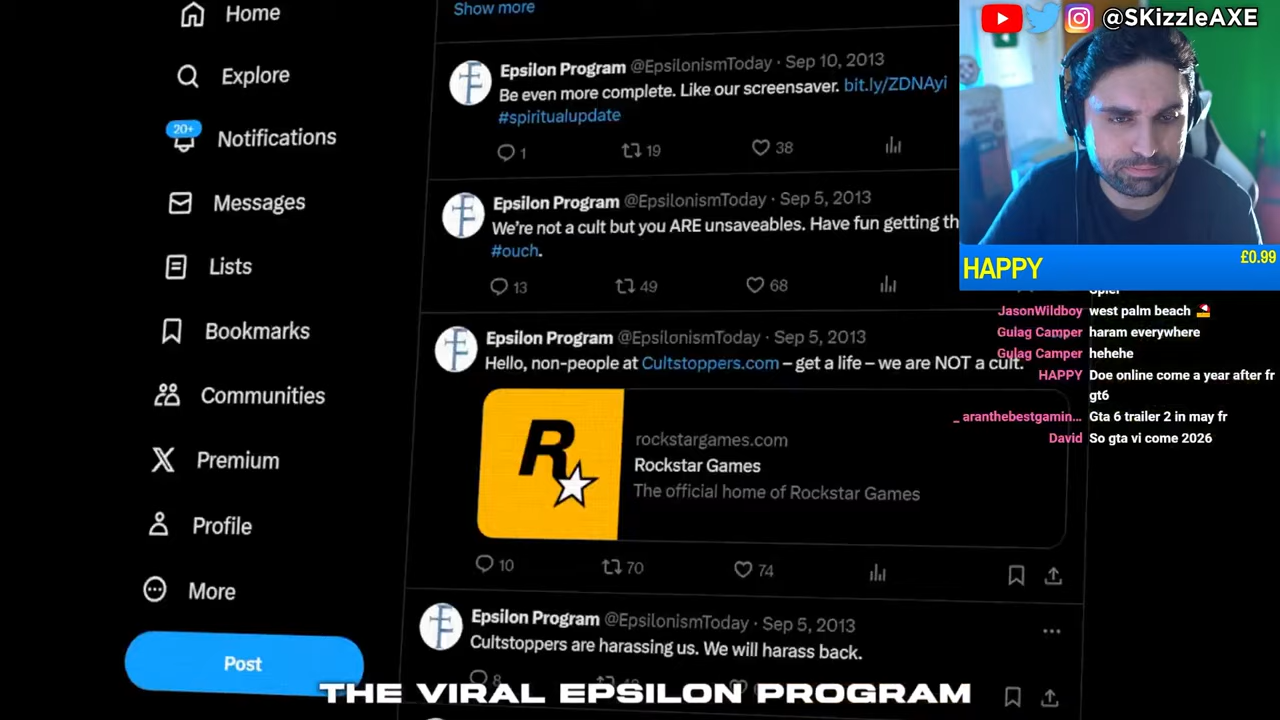 Home
Explore
20+
Notifications
Messages
Lists
Bookmarks
Communities
Premium
Profile
More
Post
Show more
Epsilon Program @EpsilonismToday · Sep 10, 2013
Be even more complete. Like our screensaver. bit.ly/ZDNAyi
#spiritualupdate
1 19 38
Epsilon Program @EpsilonismToday · Sep 5, 2013
We're not a cult but you ARE unsaveables. Have fun getting th
#ouch.
13 49 68
Epsilon Program @EpsilonismToday · Sep 5, 2013
Hello, non-people at Cultstoppers.com – get a life – we are NOT a cult.
R
rockstargames.com
Rockstar Games
The official home of Rockstar Games
10 70 74
Epsilon Program @EpsilonismToday · Sep 5, 2013
Cultstoppers are harassing us. We will harass back.
8
THE VIRAL EPSILON PROGRAM
@SKizzleAXE
HAPPY £0.99
JasonWildboy west palm beach
Gulag Camper haram everywhere
Gulag Camper hehehe
HAPPY Doe online come a year after fr
gt6
_ aranthebestgamin... Gta 6 trailer 2 in may fr
David So gta vi come 2026